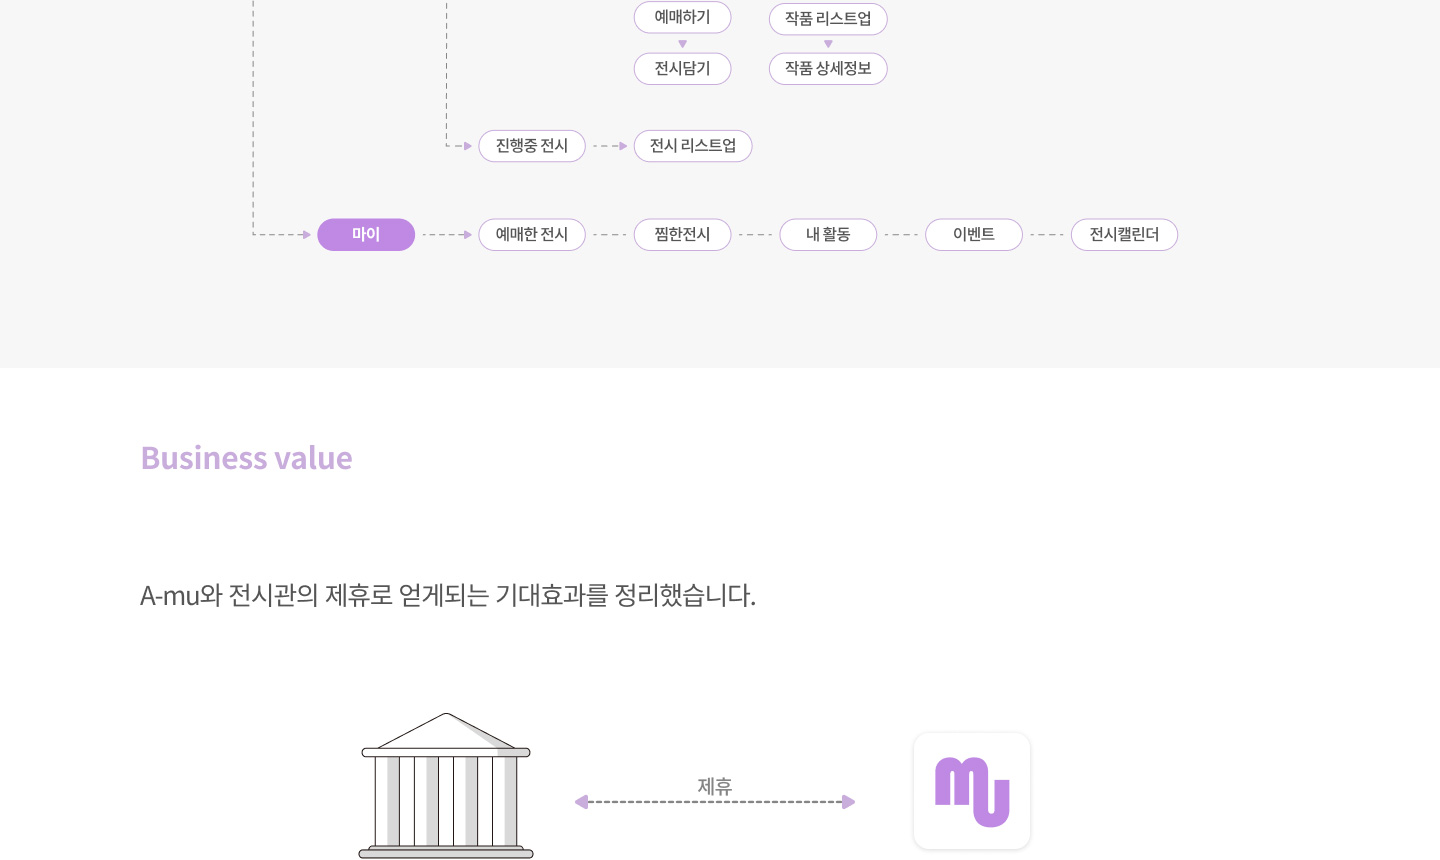 예매하기
작품 리스트업
전시담기
작품 상세정보
진행중 전시
전시 리스트업
마이
예매한 전시
찜한전시
내 활동
이벤트
전시캘린더
Business value
A-mu와 전시관의 제휴로 얻게되는 기대효과를 정리했습니다.
제휴
mu